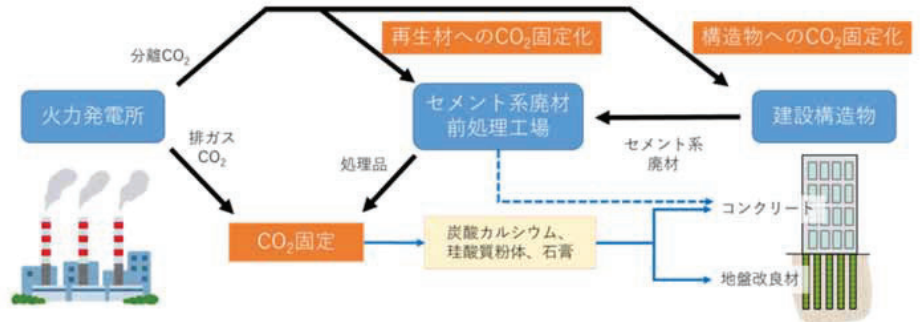 分離CO₂
再生材へのCO₂固定化
構造物へのCO₂固定化
火力発電所
セメント系廃材
前処理工場
建設構造物
排ガス
CO₂
処理品
セメント系
廃材
コンクリート
CO₂固定
炭酸カルシウム、
珪酸質粉体、石膏
地盤改良材